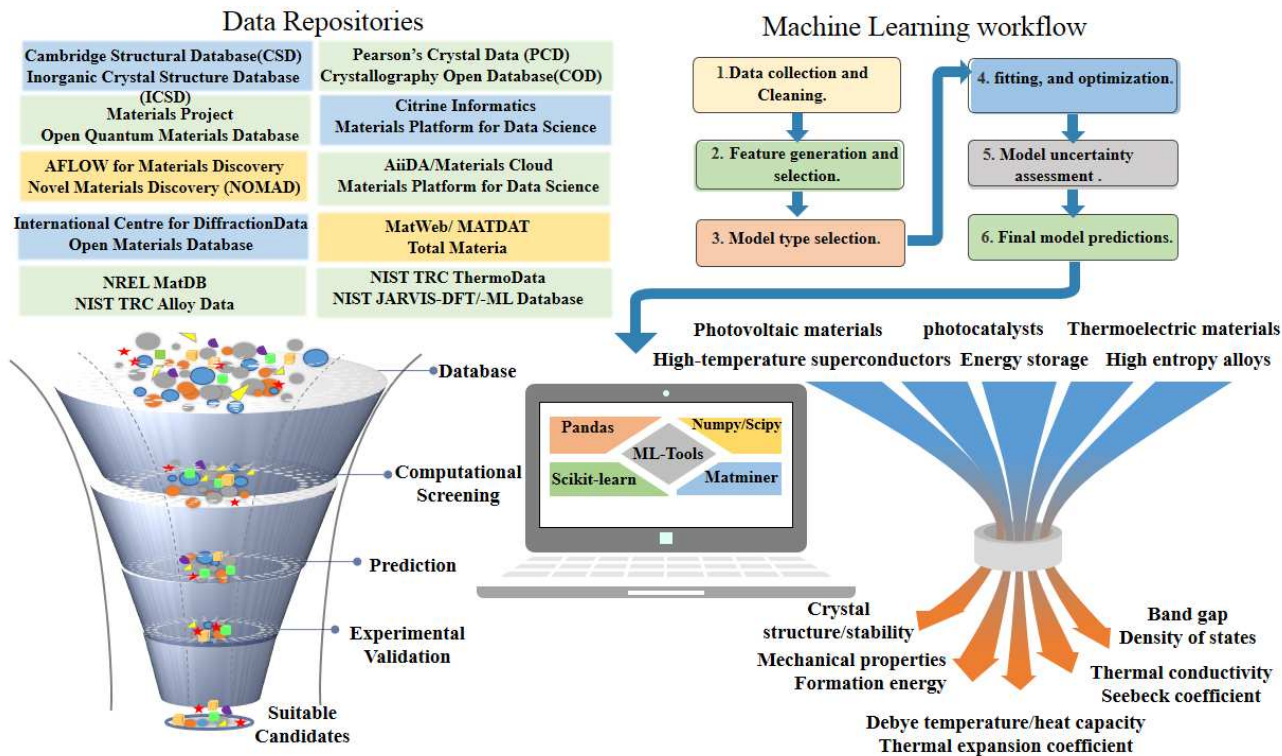 Data Repositories
Cambridge Structural Database(CSD)
Inorganic Crystal Structure Database
(ICSD)
Pearson's Crystal Data (PCD)
Crystallography Open Database(COD)
Materials Project
Open Quantum Materials Database
Citrine Informatics
Materials Platform for Data Science
AFLOW for Materials Discovery
Novel Materials Discovery (NOMAD)
AiiDA/Materials Cloud
Materials Platform for Data Science
International Centre for DiffractionData
Open Materials Database
MatWeb/ MATDAT
Total Materia
NREL MatDB
NIST TRC Alloy Data
NIST TRC ThermoData
NIST JARVIS-DFT/-ML Database
Machine Learning workflow
1.Data collection and
Cleaning.
2. Feature generation and
selection.
3. Model type selection.
4. fitting, and optimization.
5. Model uncertainty
assessment .
6. Final model predictions.
Database
Computational
Screening
Prediction
Experimental
Validation
Suitable
Candidates
Pandas
Numpy/Scipy
ML-Tools
Scikit-learn
Matminer
Photovoltaic materials
photocatalysts
Thermoelectric materials
High-temperature superconductors
Energy storage
High entropy alloys
Crystal
structure/stability
Mechanical properties
Formation energy
Debye temperature/heat capacity
Thermal expansion coefficient
Band gap
Density of states
Thermal conductivity
Seebeck coefficient